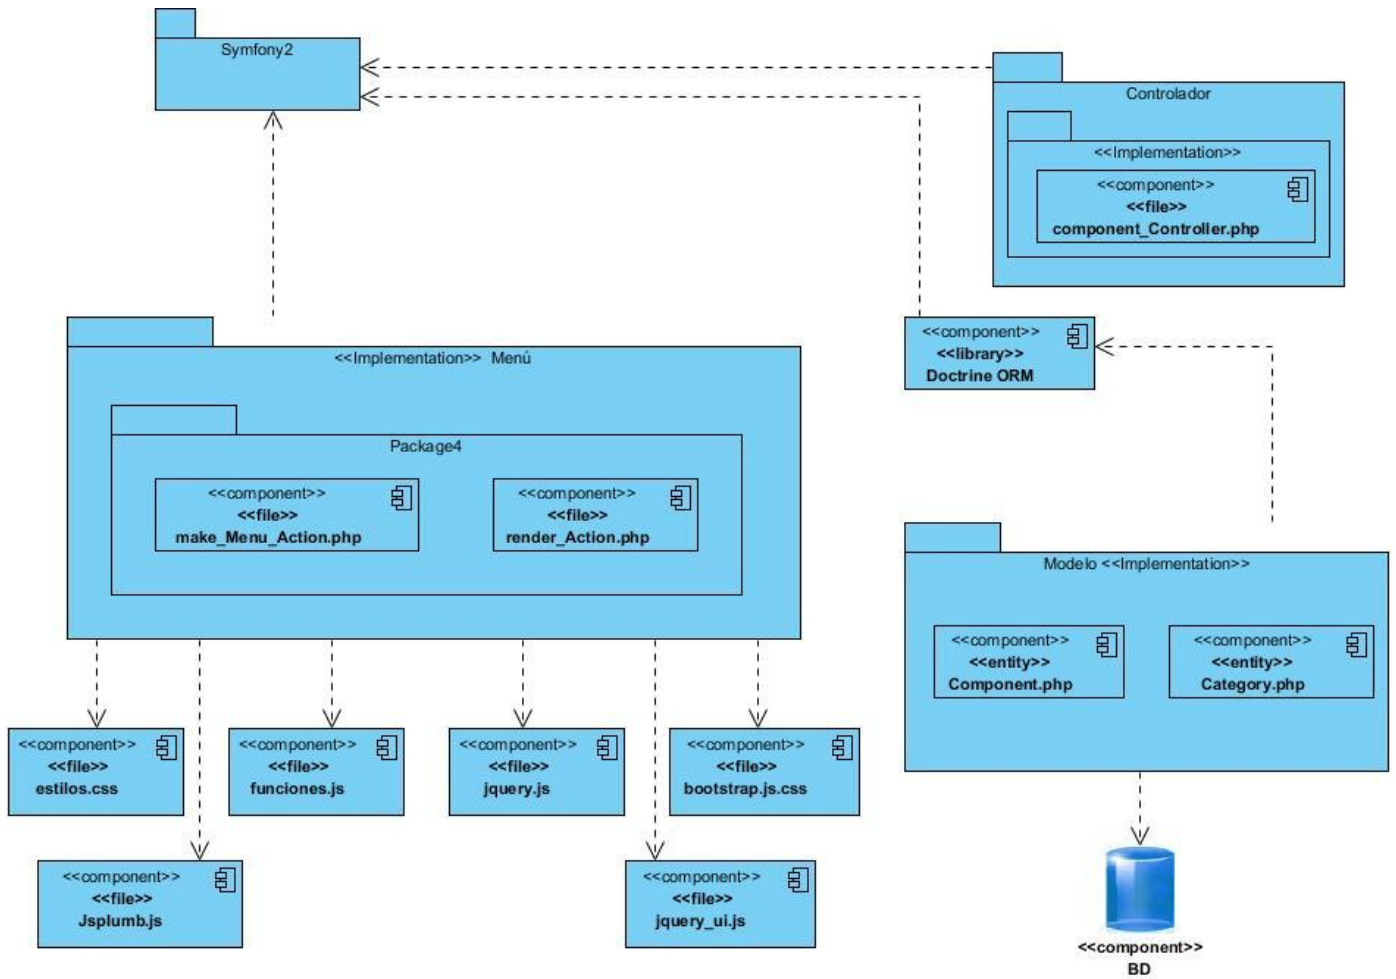 Symfony2
Controlador
<<Implementation>>
<<component>>
<<file>>
component_Controller.php
<<component>>
<<library>>
Doctrine ORM
<<Implementation>> Menú
Package4
<<component>>
<<file>>
make_Menu_Action.php
<<component>>
<<file>>
render_Action.php
Modelo <<Implementation>>
<<component>>
<<entity>>
Component.php
<<component>>
<<entity>>
Category.php
<<component>>
<<file>>
estilos.css
<<component>>
<<file>>
funciones.js
<<component>>
<<file>>
jquery.js
<<component>>
<<file>>
bootstrap.js.css
<<component>>
<<file>>
Jsplumb.js
<<component>>
<<file>>
jquery_ui.js
<<component>>
BD